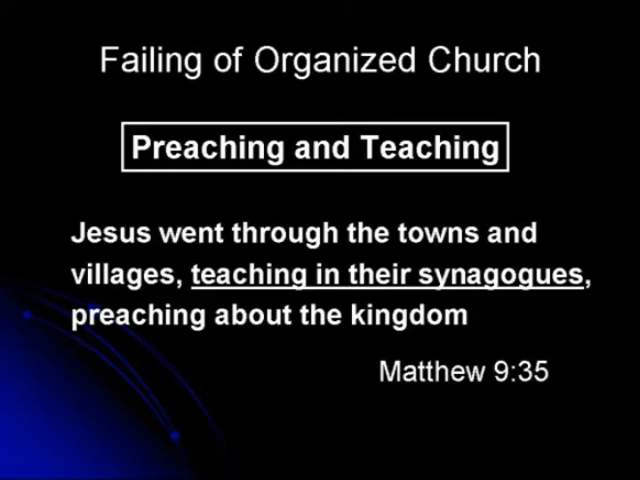 Failing of Organized Church
Preaching and Teaching
Jesus went through the towns and
villages, teaching in their synagogues,
preaching about the kingdom
Matthew 9:35